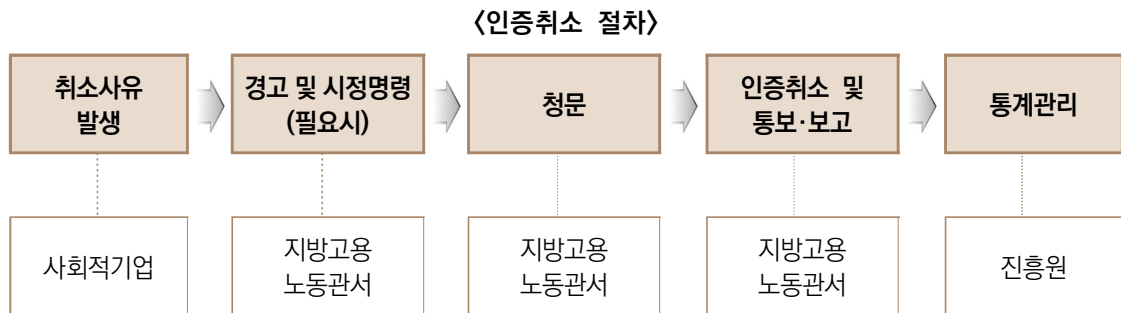 〈인증취소 절차〉
취소사유
발생
경고 및 시정명령
(필요시)
청문
인증취소 및
통보·보고
통계관리
사회적기업
지방고용
노동관서
지방고용
노동관서
지방고용
노동관서
진흥원